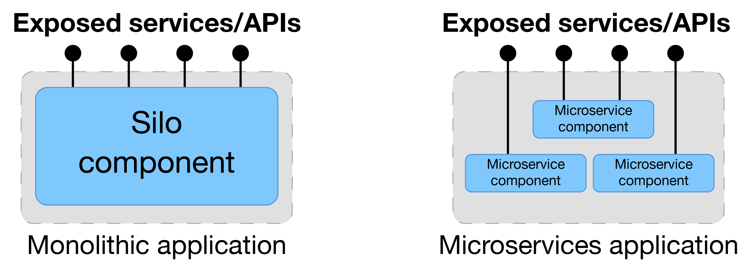 Exposed services/APIs
Silo
component
Monolithic application
Exposed services/APIs
Microservice
component
Microservice
component
Microservice
component
Microservices application